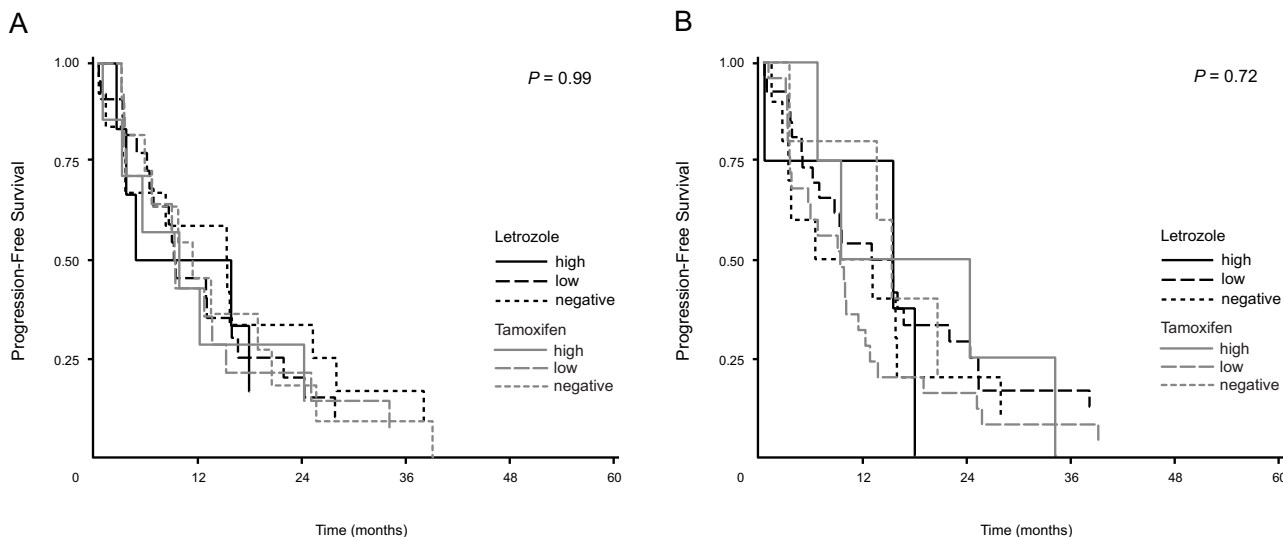 A
P = 0.99
Progression-Free Survival
1.00
0.75
0.50
0.25
0
12
24
36
48
60
Time (months)
Letrozole
high
low
negative
Tamoxifen
high
low
negative
B
P = 0.72
Progression-Free Survival
1.00
0.75
0.50
0.25
0
12
24
36
48
60
Time (months)
Letrozole
high
low
negative
Tamoxifen
high
low
negative